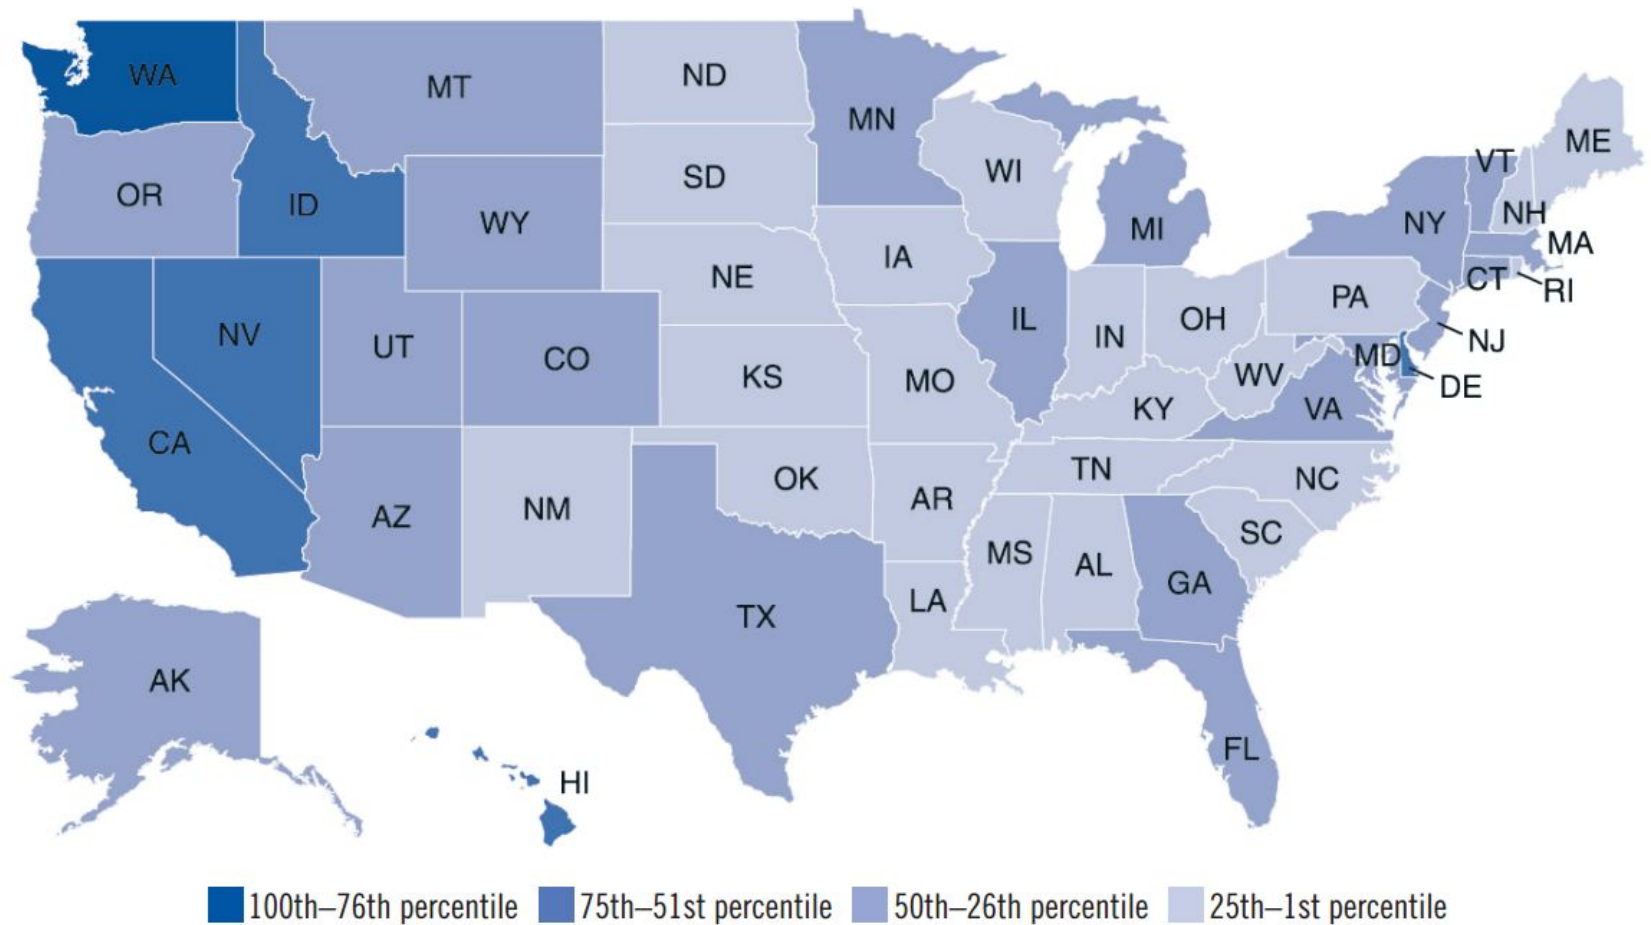 WA
MT
ND
MN
ME
VT
OR
ID
SD
WI
WY
MI
NY
NH
MA
NE
IA
CT
RI
NV
UT
CO
IL
IN
OH
PA
NJ
KS
MO
WV
MD
DE
KY
VA
CA
AZ
NM
OK
AR
TN
NC
SC
MS
AL
GA
LA
TX
AK
FL
HI
100th–76th percentile
75th–51st percentile
50th–26th percentile
25th–1st percentile